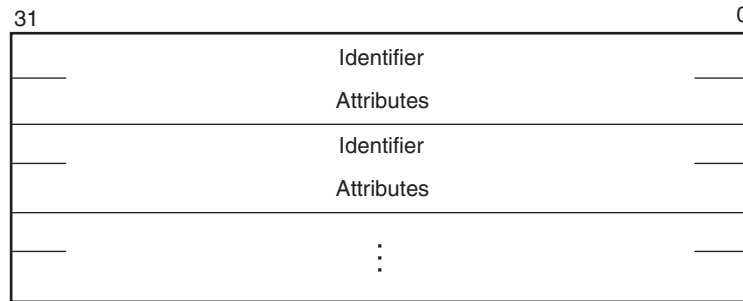 31 0
Identifier
Attributes
Identifier
Attributes
⋮